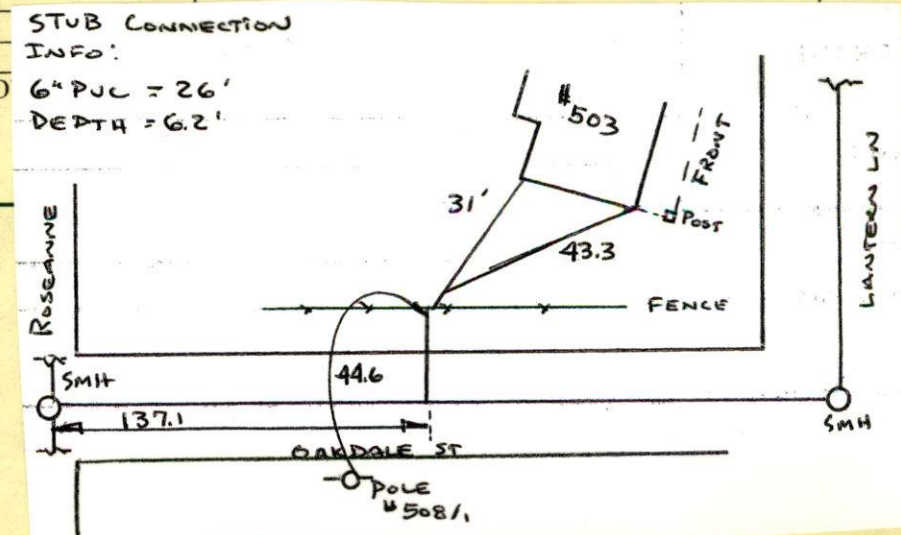 STUB CONNECTION
INFO:
6" PVC = 26'
DEPTH = 6.2'
#503
FRONT
POST
31'
43.3
ROSEANNE
LANTERN LN
FENCE
44.6
SMH
137.1
SMH
OAKDALE ST
POLE
#508/1